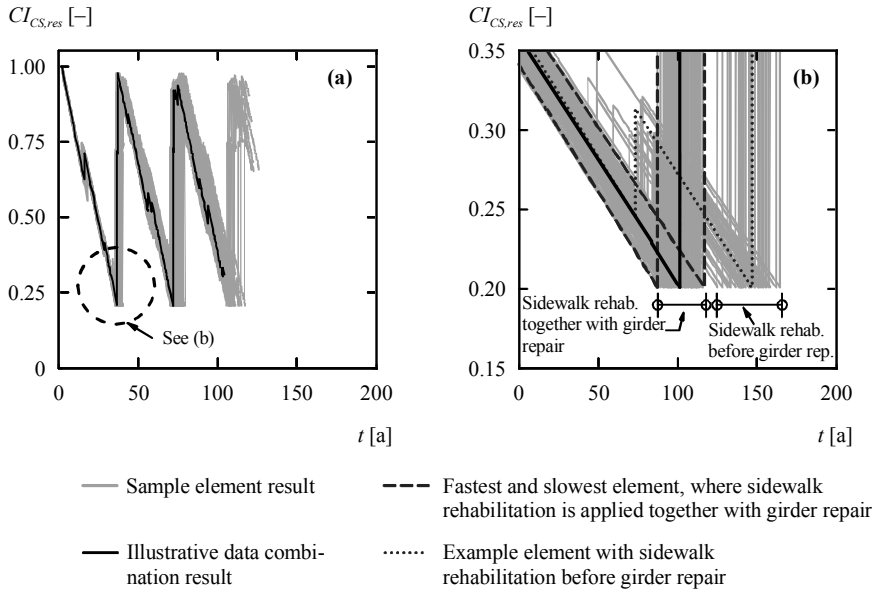 CI_CS,res [–]
CI_CS,res [–]
1.00
0.75
0.50
0.25
0
(a)
See (b)
0 50 100 150 200
t [a]
0.35
0.30
0.25
0.20
0.15
(b)
Sidewalk rehab.
together with girder
repair
Sidewalk rehab.
before girder rep.
0 50 100 150 200
t [a]
Sample element result
Illustrative data combi-
nation result
Fastest and slowest element, where sidewalk
rehabilitation is applied together with girder repair
Example element with sidewalk
rehabilitation before girder repair